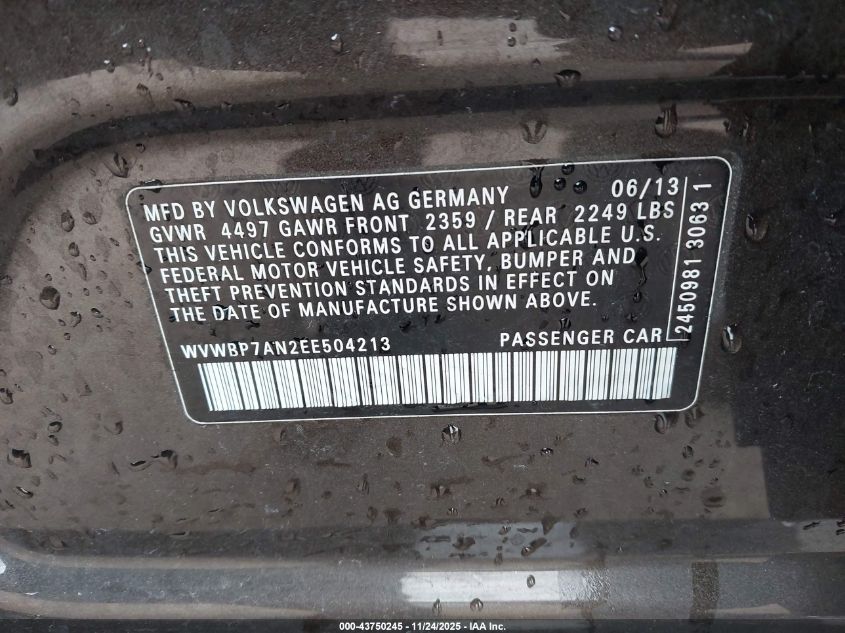 MFD BY VOLKSWAGEN AG GERMANY 06/13
GVWR 4497 GAWR FRONT 2359 / REAR 2249 LBS
THIS VEHICLE CONFORMS TO ALL APPLICABLE U.S.
FEDERAL MOTOR VEHICLE SAFETY, BUMPER AND
THEFT PREVENTION STANDARDS IN EFFECT ON
THE DATE OF MANUFACTURE SHOWN ABOVE.
WVWBP7AN2EE504213 PASSENGER CAR
2450981 3063 1
000-43750245 - 11/24/2025 - IAA Inc.